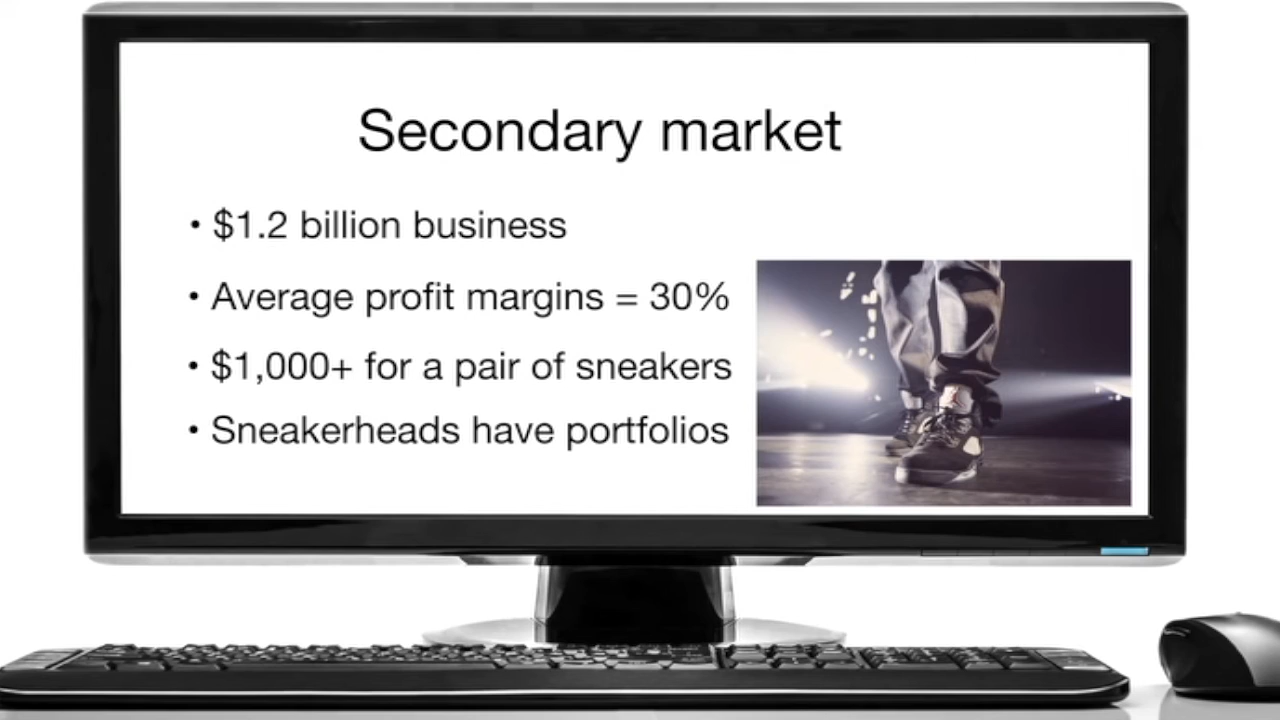 Secondary market
• $1.2 billion business
• Average profit margins = 30%
• $1,000+ for a pair of sneakers
• Sneakerheads have portfolios